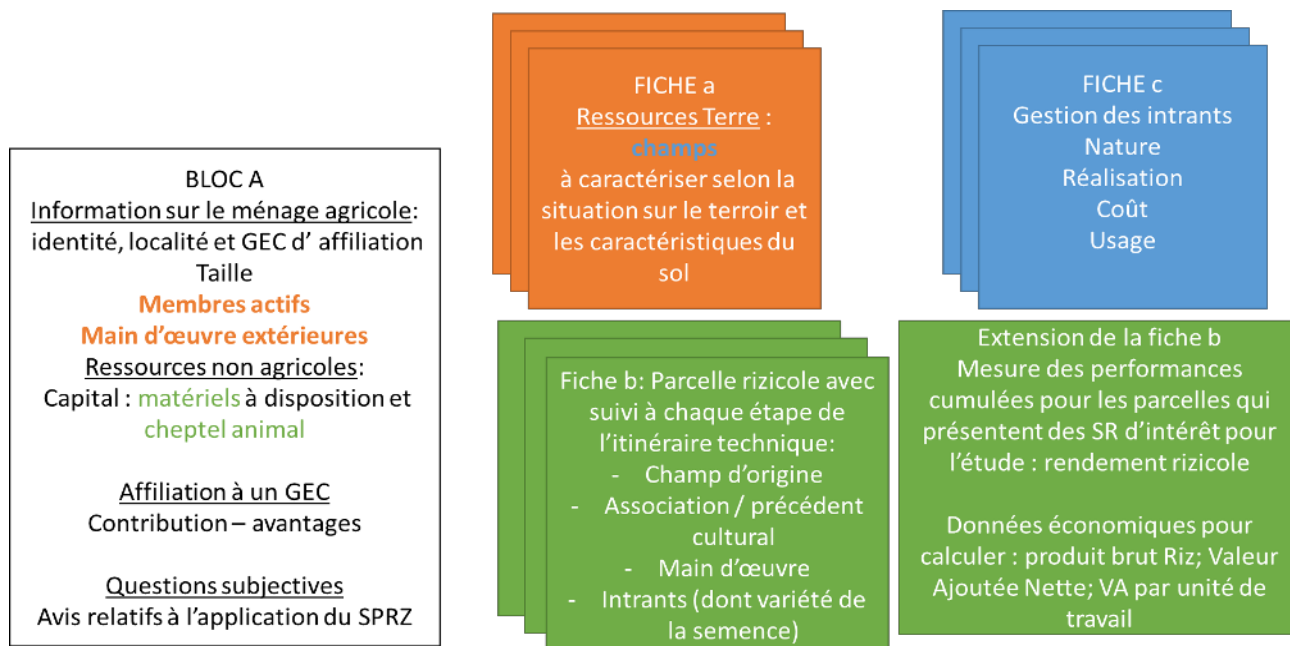 BLOC A
Information sur le ménage agricole:
identité, localité et GEC d' affiliation
Taille
Membres actifs
Main d'œuvre extérieures
Ressources non agricoles:
Capital : matériels à disposition et
cheptel animal
Affiliation à un GEC
Contribution – avantages
Questions subjectives
Avis relatifs à l'application du SPRZ
FICHE a
Ressources Terre :
champs
à caractériser selon la
situation sur le terroir et
les caractéristiques du
sol
FICHE c
Gestion des intrants
Nature
Réalisation
Coût
Usage
Fiche b: Parcelle rizicole avec
suivi à chaque étape de
l'itinéraire technique:
- Champ d'origine
- Association / précédent
cultural
- Main d'œuvre
- Intrants (dont variété de
la semence)
Extension de la fiche b
Mesure des performances
cumulées pour les parcelles qui
présentent des SR d'intérêt pour
l'étude : rendement rizicole
Données économiques pour
calculer : produit brut Riz; Valeur
Ajoutée Nette; VA par unité de
travail